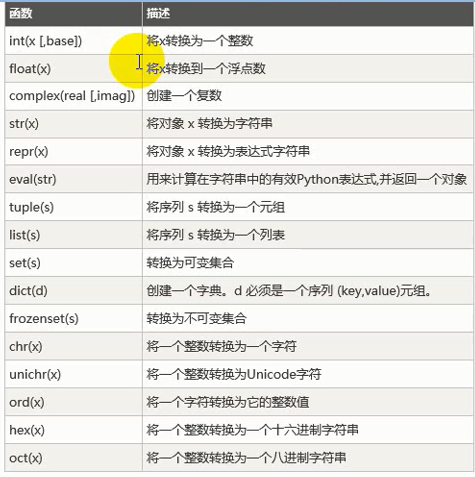 函数 描述
int(x [,base]) 将x转换为一个整数
float(x) 将x转换到一个浮点数
complex(real [,imag]) 创建一个复数
str(x) 将对象 x 转换为字符串
repr(x) 将对象 x 转换为表达式字符串
eval(str) 用来计算在字符串中的有效Python表达式,并返回一个对象
tuple(s) 将序列 s 转换为一个元组
list(s) 将序列 s 转换为一个列表
set(s) 转换为可变集合
dict(d) 创建一个字典。d 必须是一个序列 (key,value)元组。
frozenset(s) 转换为不可变集合
chr(x) 将一个整数转换为一个字符
unichr(x) 将一个整数转换为Unicode字符
ord(x) 将一个字符转换为它的整数值
hex(x) 将一个整数转换为一个十六进制字符串
oct(x) 将一个整数转换为一个八进制字符串